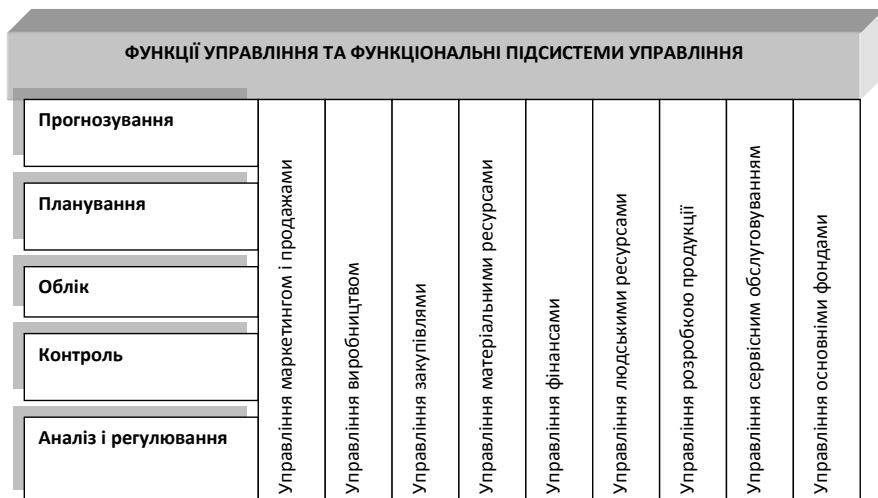 ФУНКЦІЇ УПРАВЛІННЯ ТА ФУНКЦІОНАЛЬНІ ПІДСИСТЕМИ УПРАВЛІННЯ
Прогнозування
Планування
Облік
Контроль
Аналіз і регулювання
Управління маркетингом і продажами
Управління виробництвом
Управління закупівлями
Управління матеріальними ресурсами
Управління фінансами
Управління людськими ресурсами
Управління розробкою продукції
Управління сервісним обслуговуванням
Управління основніми фондами